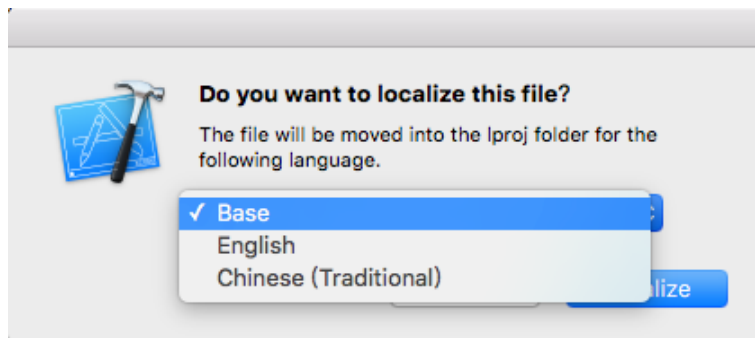 Do you want to localize this file?
The file will be moved into the lproj folder for the
following language.
✓ Base
English
Chinese (Traditional)
lize